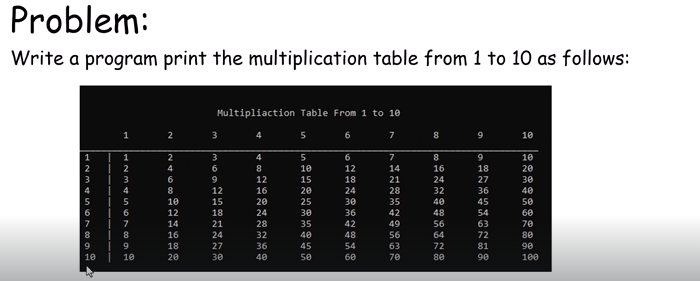 Problem:
Write a program print the multiplication table from 1 to 10 as follows:
Multipliaction Table From 1 to 10
1 2 3 4 5 6 7 8 9 10
1 | 1 2 3 4 5 6 7 8 9 10
2 | 2 4 6 8 10 12 14 16 18 20
3 | 3 6 9 12 15 18 21 24 27 30
4 | 4 8 12 16 20 24 28 32 36 40
5 | 5 10 15 20 25 30 35 40 45 50
6 | 6 12 18 24 30 36 42 48 54 60
7 | 7 14 21 28 35 42 49 56 63 70
8 | 8 16 24 32 40 48 56 64 72 80
9 | 9 18 27 36 45 54 63 72 81 90
10 | 10 20 30 40 50 60 70 80 90 100